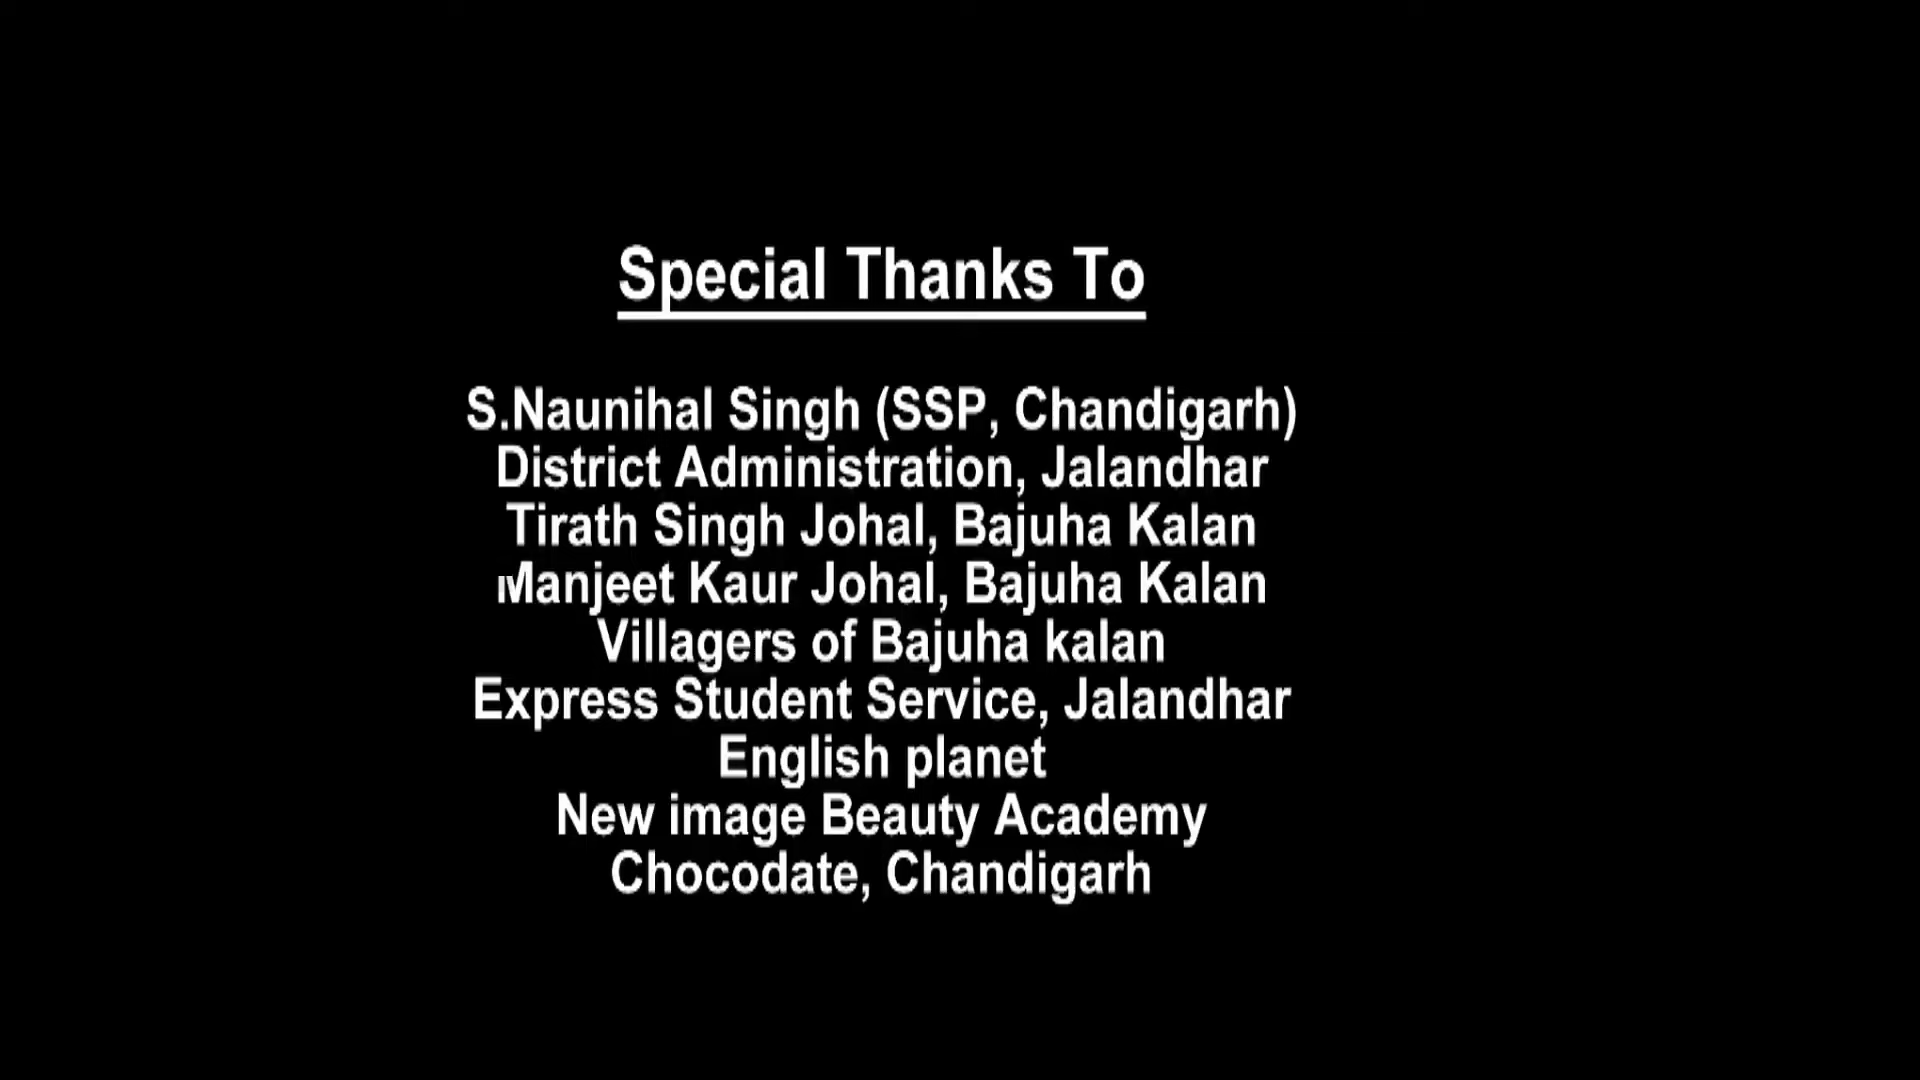 Special Thanks To
S.Naunihal Singh (SSP, Chandigarh)
District Administration, Jalandhar
Tirath Singh Johal, Bajuha Kalan
Manjeet Kaur Johal, Bajuha Kalan
Villagers of Bajuha kalan
Express Student Service, Jalandhar
English planet
New image Beauty Academy
Chocodate, Chandigarh